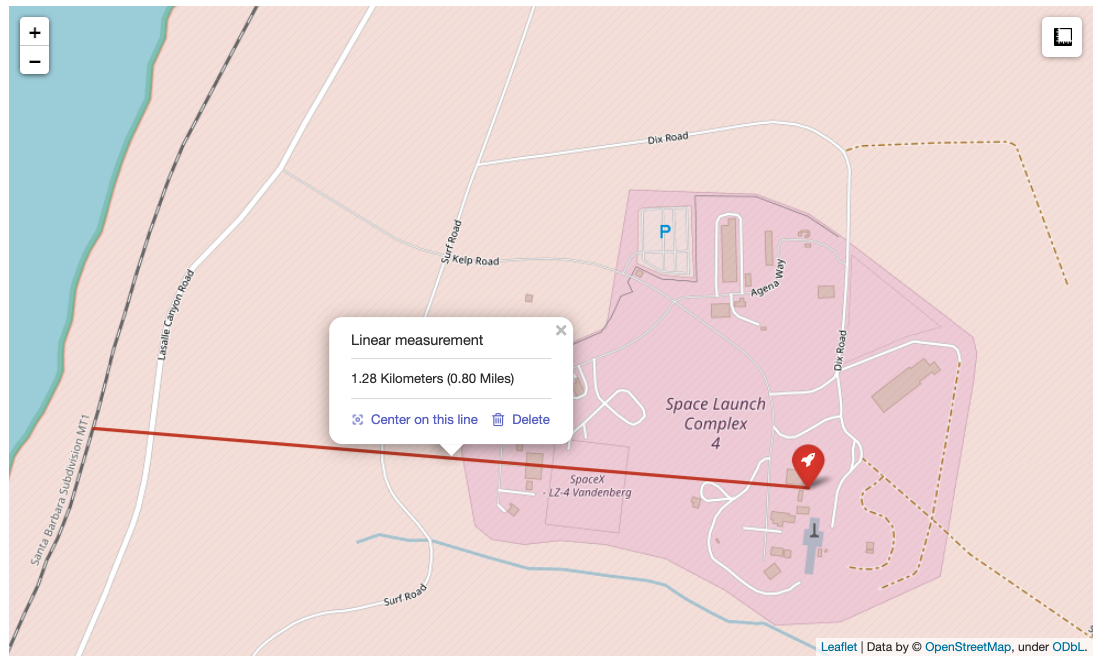 +
−
Dix Road
P
Surf Road
Kelp Road
Agena Way
Lasalle Canyon Road
Linear measurement
×
1.28 Kilometers (0.80 Miles)
Center on this line
Delete
Dix Road
Space Launch
Complex
4
Santa Barbara Subdivision MT1
SpaceX
- LZ-4 Vandenberg
Surf Road
Leaflet | Data by © OpenStreetMap, under ODbL.